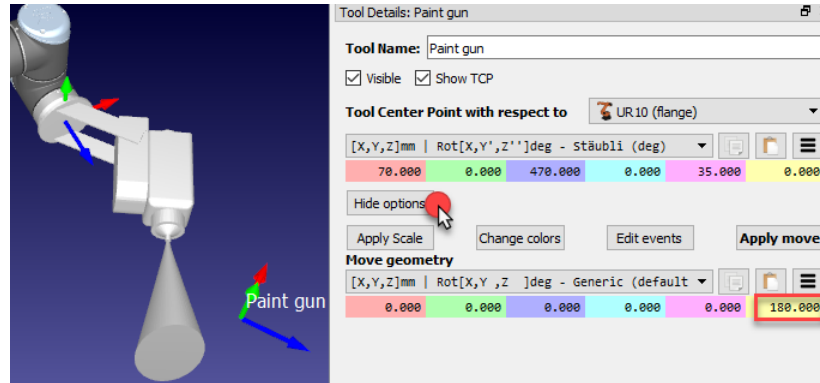 Tool Details: Paint gun
Tool Name: Paint gun
Visible Show TCP
Tool Center Point with respect to UR10 (flange)
[X,Y,Z]mm | Rot[X,Y',Z'']deg - Stäubli (deg)
70.000 0.000 470.000 0.000 35.000 0.000
Hide options
Apply Scale Change colors Edit events Apply move
Move geometry
[X,Y,Z]mm | Rot[X,Y ,Z ]deg - Generic (default
0.000 0.000 0.000 0.000 0.000 180.000
Paint gun